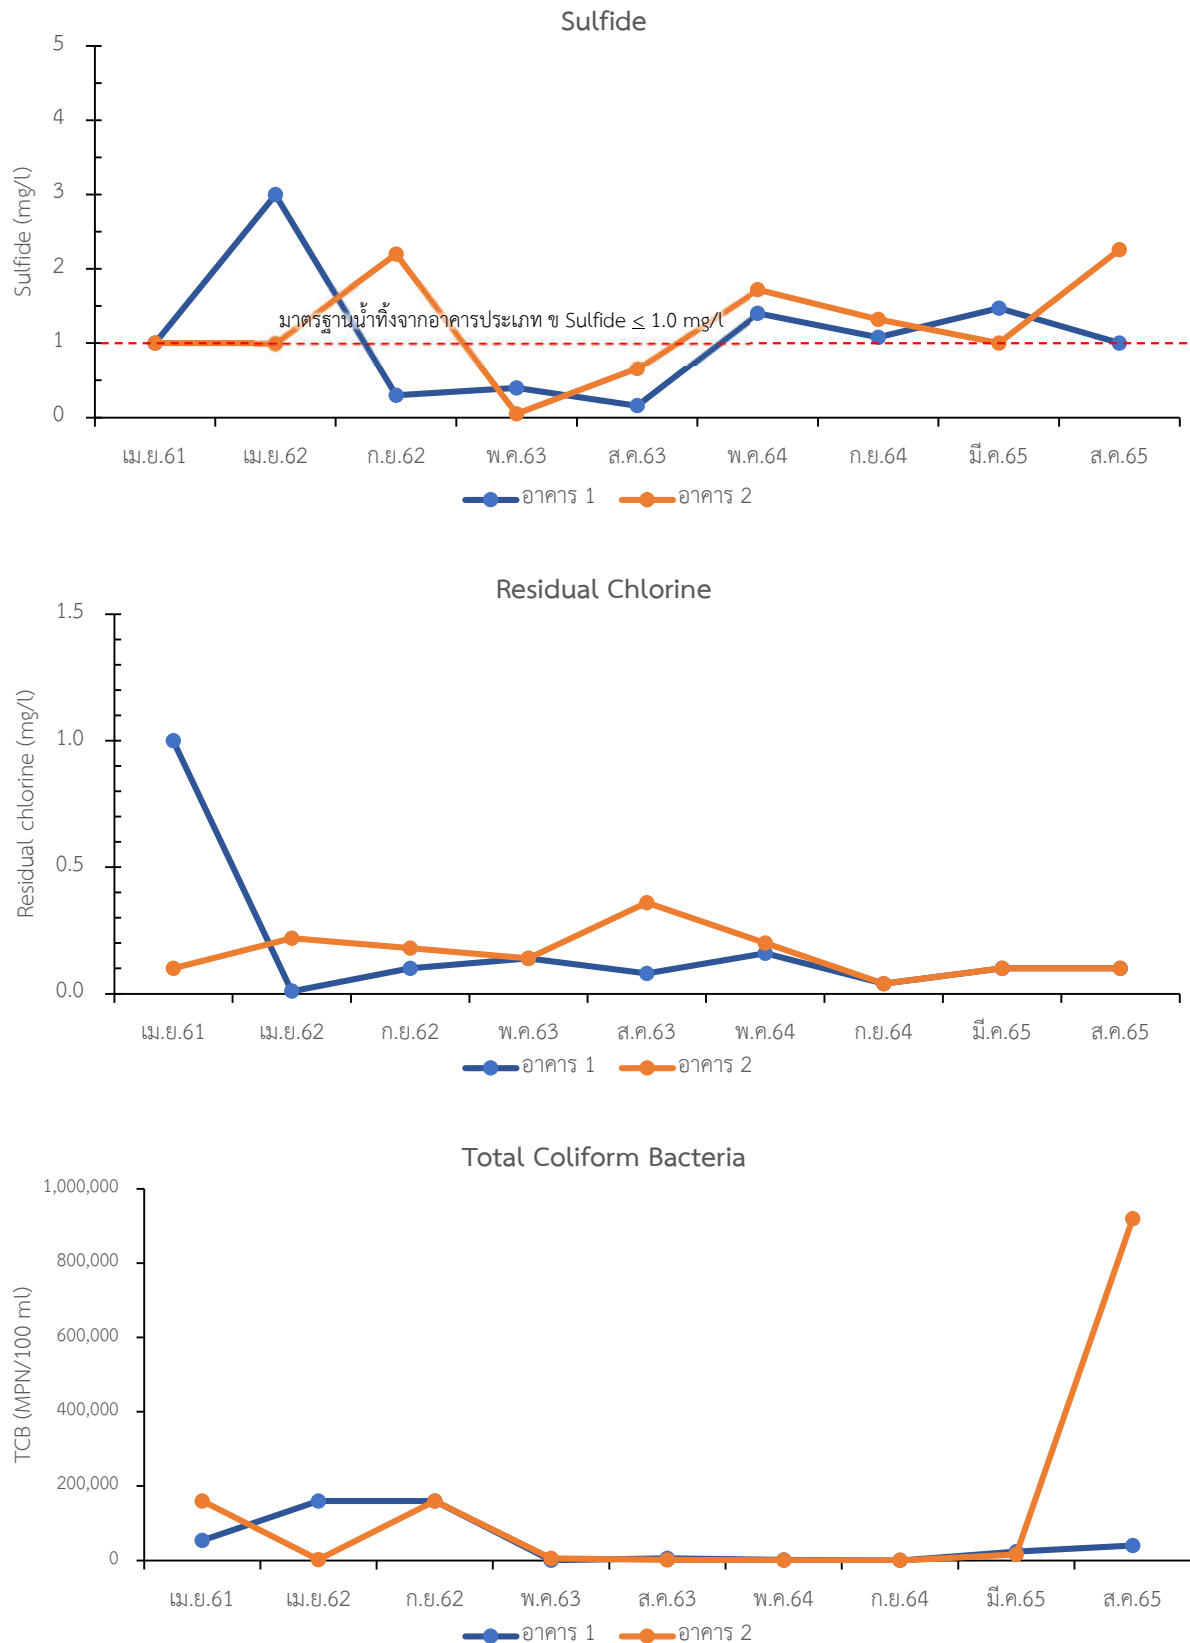 Sulfide
5
4
3
2
1
0
Sulfide (mg/l)
มาตรฐานน้ำทิ้งจากอาคารประเภท ข Sulfide ≤ 1.0 mg/l
เม.ย.61 เม.ย.62 ก.ย.62 พ.ค.63 ส.ค.63 พ.ค.64 ก.ย.64 มี.ค.65 ส.ค.65
อาคาร 1 อาคาร 2
Residual Chlorine
1.5
1.0
0.5
0.0
Residual chlorine (mg/l)
เม.ย.61 เม.ย.62 ก.ย.62 พ.ค.63 ส.ค.63 พ.ค.64 ก.ย.64 มี.ค.65 ส.ค.65
อาคาร 1 อาคาร 2
Total Coliform Bacteria
1,000,000
800,000
600,000
400,000
200,000
0
TCB (MPN/100 ml)
เม.ย.61 เม.ย.62 ก.ย.62 พ.ค.63 ส.ค.63 พ.ค.64 ก.ย.64 มี.ค.65 ส.ค.65
อาคาร 1 อาคาร 2